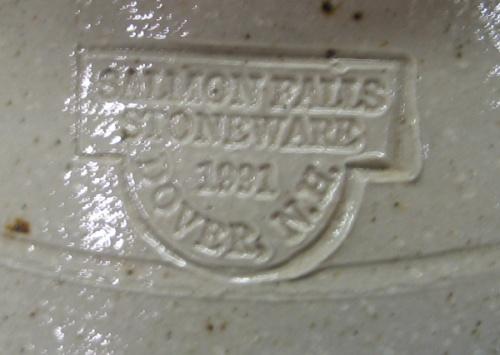 SALMON FALLS
STONEWARE
1991
DOVER, N.H.